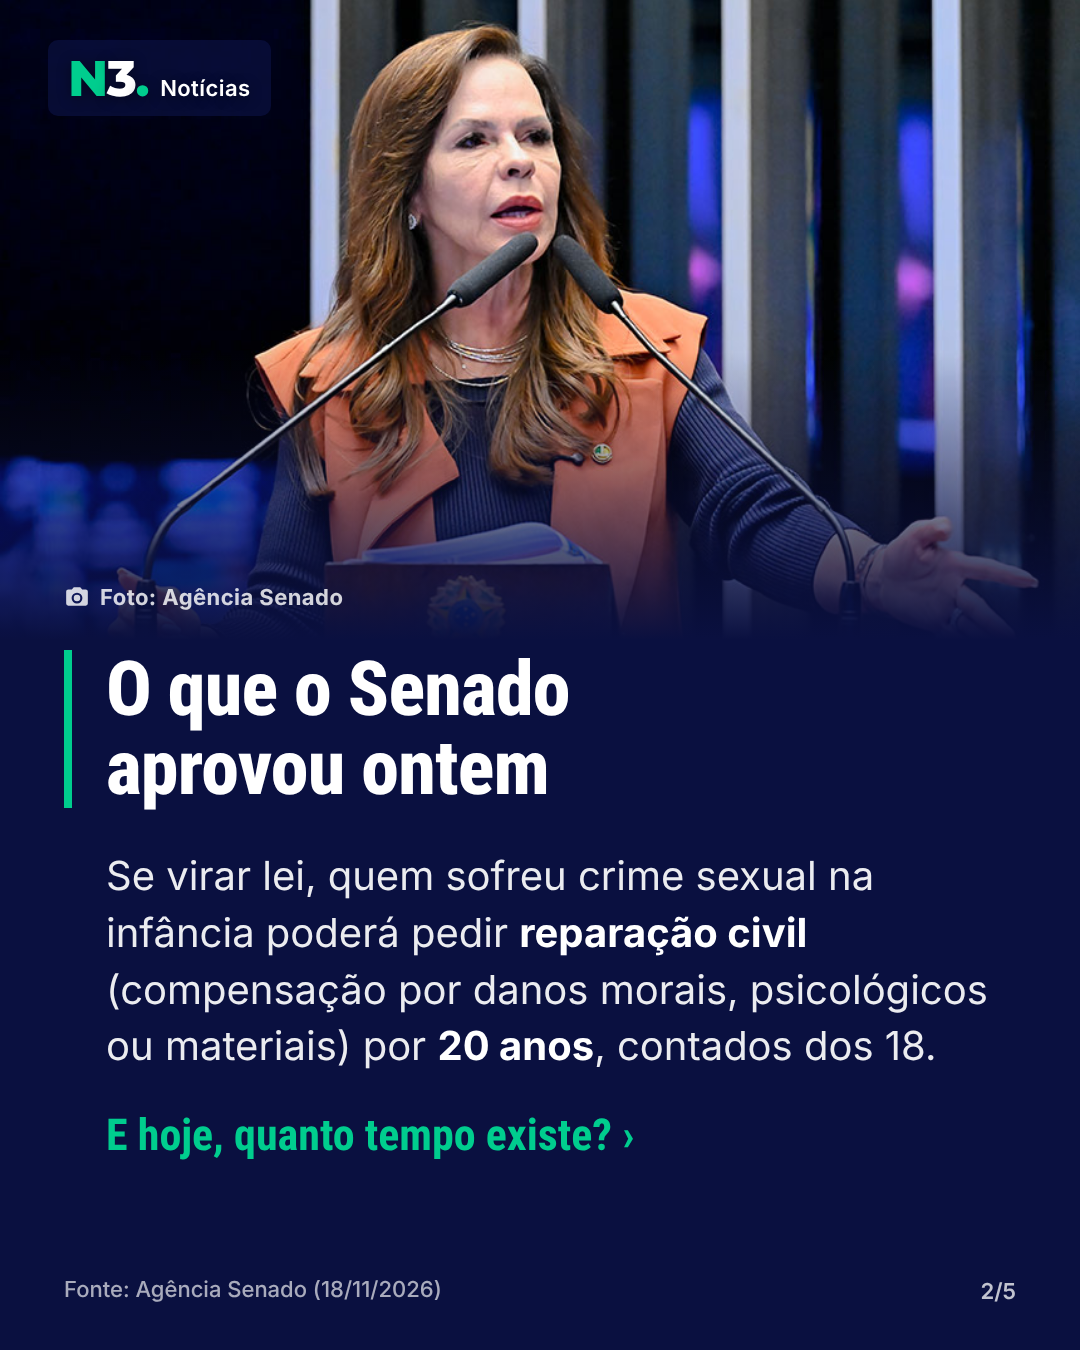 N3. Notícias
Foto: Agência Senado
O que o Senado
aprovou ontem
Se virar lei, quem sofreu crime sexual na
infância poderá pedir reparação civil
(compensação por danos morais, psicológicos
ou materiais) por 20 anos, contados dos 18.
E hoje, quanto tempo existe? ›
Fonte: Agência Senado (18/11/2026)
2/5